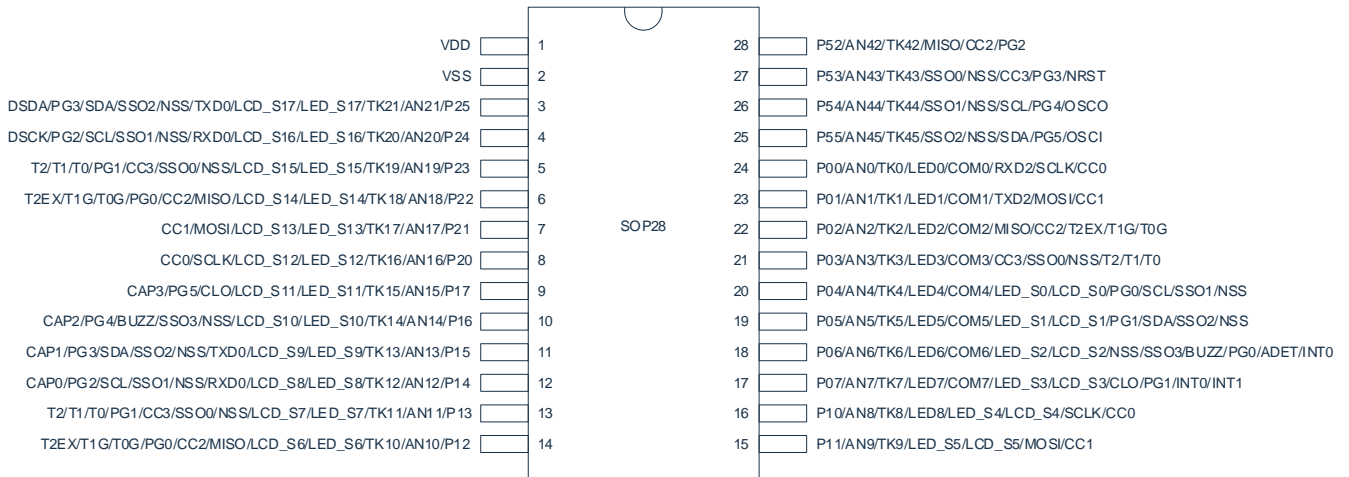 VDD 1 28 P52/AN42/TK42/MISO/CC2/PG2
VSS 2 27 P53/AN43/TK43/SSO0/NSS/CC3/PG3/NRST
DSDA/PG3/SDA/SSO2/NSS/TXD0/LCD_S17/LED_S17/TK21/AN21/P25 3 26 P54/AN44/TK44/SSO1/NSS/SCL/PG4/OSCO
DSCK/PG2/SCL/SSO1/NSS/RXD0/LCD_S16/LED_S16/TK20/AN20/P24 4 25 P55/AN45/TK45/SSO2/NSS/SDA/PG5/OSCI
T2/T1/T0/PG1/CC3/SSO0/NSS/LCD_S15/LED_S15/TK19/AN19/P23 5 24 P00/AN0/TK0/LED0/COM0/RXD2/SCLK/CC0
T2EX/T1G/T0G/PG0/CC2/MISO/LCD_S14/LED_S14/TK18/AN18/P22 6 23 P01/AN1/TK1/LED1/COM1/TXD2/MOSI/CC1
CC1/MOSI/LCD_S13/LED_S13/TK17/AN17/P21 7 SOP28 22 P02/AN2/TK2/LED2/COM2/MISO/CC2/T2EX/T1G/T0G
CC0/SCLK/LCD_S12/LED_S12/TK16/AN16/P20 8 21 P03/AN3/TK3/LED3/COM3/CC3/SSO0/NSS/T2/T1/T0
CAP3/PG5/CLO/LCD_S11/LED_S11/TK15/AN15/P17 9 20 P04/AN4/TK4/LED4/COM4/LED_S0/LCD_S0/PG0/SCL/SSO1/NSS
CAP2/PG4/BUZZ/SSO3/NSS/LCD_S10/LED_S10/TK14/AN14/P16 10 19 P05/AN5/TK5/LED5/COM5/LED_S1/LCD_S1/PG1/SDA/SSO2/NSS
CAP1/PG3/SDA/SSO2/NSS/TXD0/LCD_S9/LED_S9/TK13/AN13/P15 11 18 P06/AN6/TK6/LED6/COM6/LED_S2/LCD_S2/NSS/SSO3/BUZZ/PG0/ADET/INT0
CAP0/PG2/SCL/SSO1/NSS/RXD0/LCD_S8/LED_S8/TK12/AN12/P14 12 17 P07/AN7/TK7/LED7/COM7/LED_S3/LCD_S3/CLO/PG1/INT0/INT1
T2/T1/T0/PG1/CC3/SSO0/NSS/LCD_S7/LED_S7/TK11/AN11/P13 13 16 P10/AN8/TK8/LED8/LED_S4/LCD_S4/SCLK/CC0
T2EX/T1G/T0G/PG0/CC2/MISO/LCD_S6/LED_S6/TK10/AN10/P12 14 15 P11/AN9/TK9/LED_S5/LCD_S5/MOSI/CC1